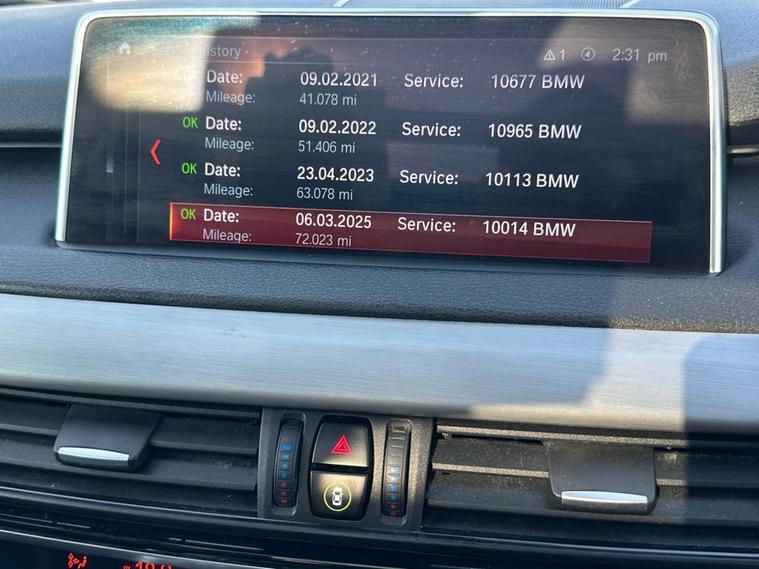 history
1 2:31 pm
Date: 09.02.2021 Service: 10677 BMW
Mileage: 41.078 mi
OK Date: 09.02.2022 Service: 10965 BMW
Mileage: 51.406 mi
OK Date: 23.04.2023 Service: 10113 BMW
Mileage: 63.078 mi
OK Date: 06.03.2025 Service: 10014 BMW
Mileage: 72.023 mi